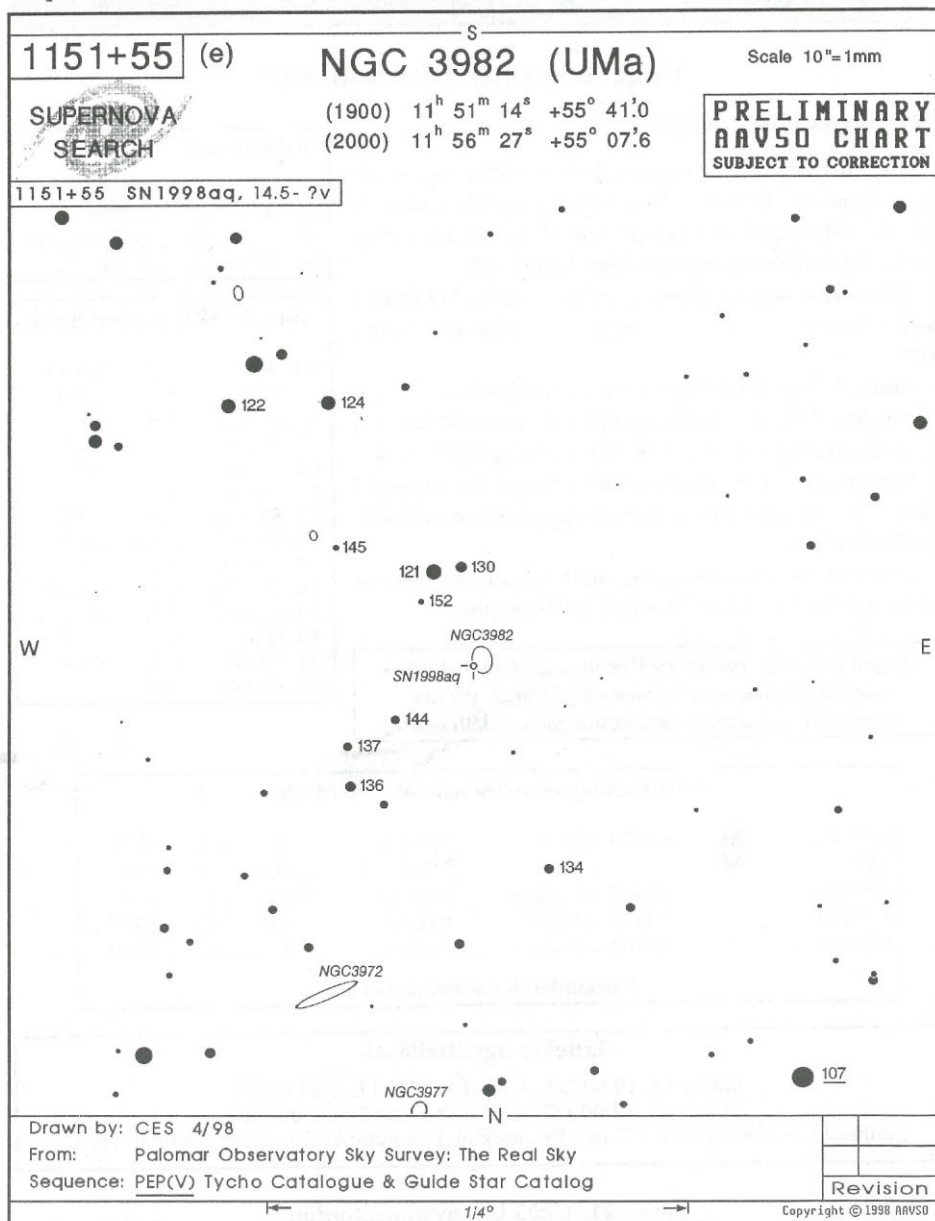 S
1151+55 (e) NGC 3982 (UMa) Scale 10"=1mm
SUPERNOVA SEARCH
(1900) 11ʰ 51ᵐ 14ˢ +55° 41.'0
(2000) 11ʰ 56ᵐ 27ˢ +55° 07.'6
PRELIMINARY
AAVSO CHART
SUBJECT TO CORRECTION
1151+55 SN1998aq, 14.5- ?v
122
124
145
121
130
152
NGC3982
W
E
SN1998aq
144
137
136
134
NGC3972
107
NGC3977
N
Drawn by: CES 4/98
From: Palomar Observatory Sky Survey: The Real Sky
Sequence: PEP(V) Tycho Catalogue & Guide Star Catalog
Revision
1/4°
Copyright © 1998 AAVSO